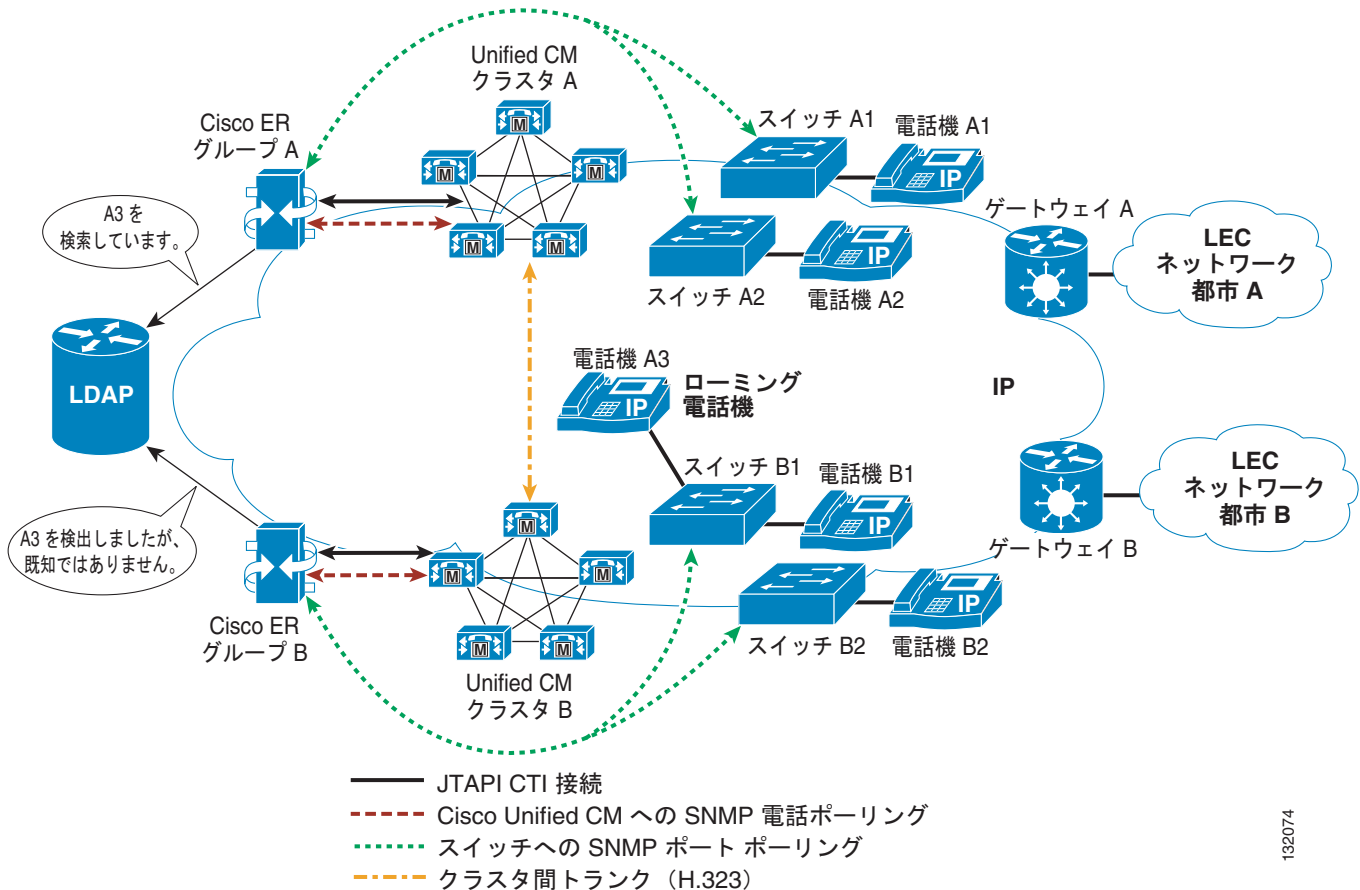 Unified CM
クラスタ A
Cisco ER
グループ A
スイッチ A1
電話機 A1
IP
A3 を
検索しています。
ゲートウェイ A
LEC
ネットワーク
都市 A
IP
スイッチ A2
電話機 A2
M
M
M
M
M
LDAP
電話機 A3
IP
ローミング
電話機
IP
スイッチ B1
電話機 B1
IP
LEC
ネットワーク
都市 B
ゲートウェイ B
A3 を検出しましたが、
既知ではありません。
Cisco ER
グループ B
M
M
M
M
M
Unified CM
クラスタ B
IP
スイッチ B2
電話機 B2
JTAPI CTI 接続
Cisco Unified CM への SNMP 電話ポーリング
スイッチへの SNMP ポート ポーリング
クラスタ間トランク（H.323）
132074